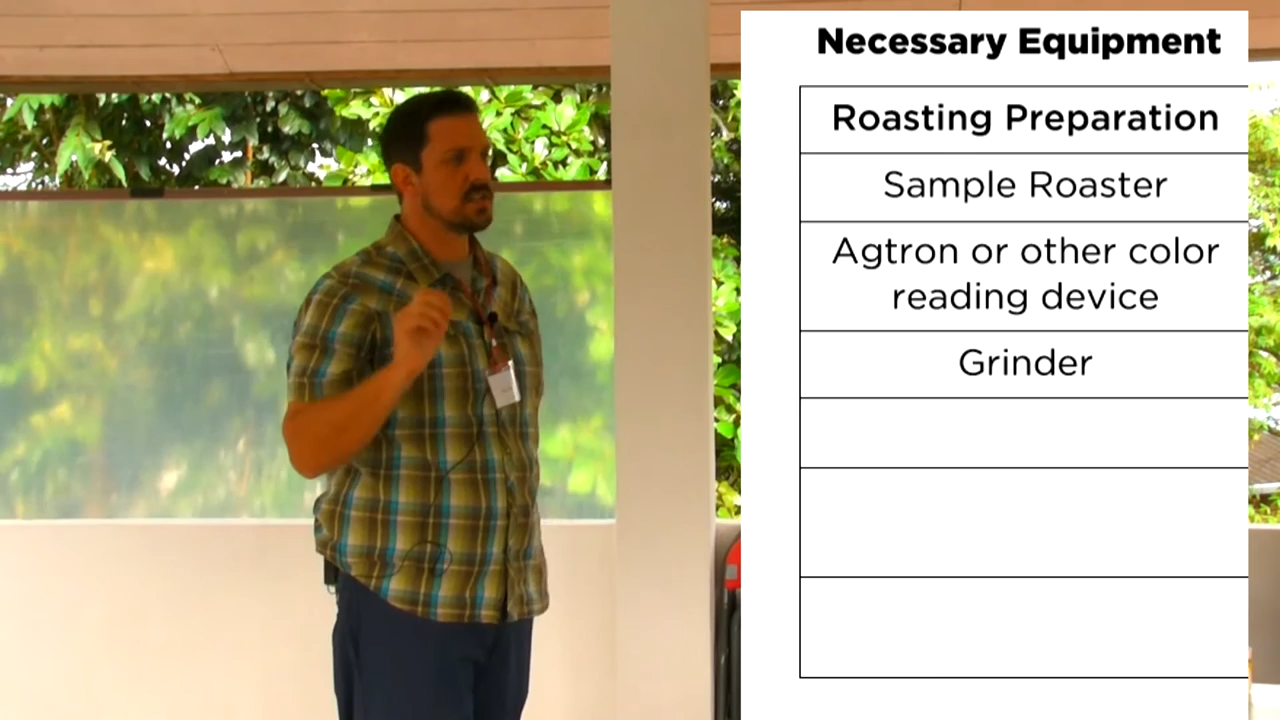 Necessary Equipment
Roasting Preparation
Sample Roaster
Agtron or other color
reading device
Grinder